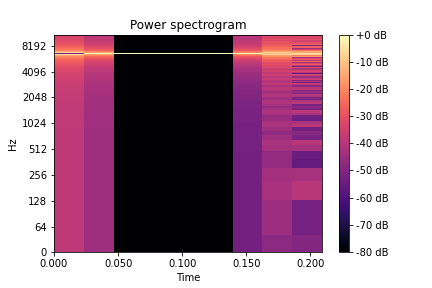 Power spectrogram
Hz
8192
4096
2048
1024
512
256
128
64
0
0.000 0.050 0.100 0.150 0.200
Time
+0 dB
-10 dB
-20 dB
-30 dB
-40 dB
-50 dB
-60 dB
-70 dB
-80 dB